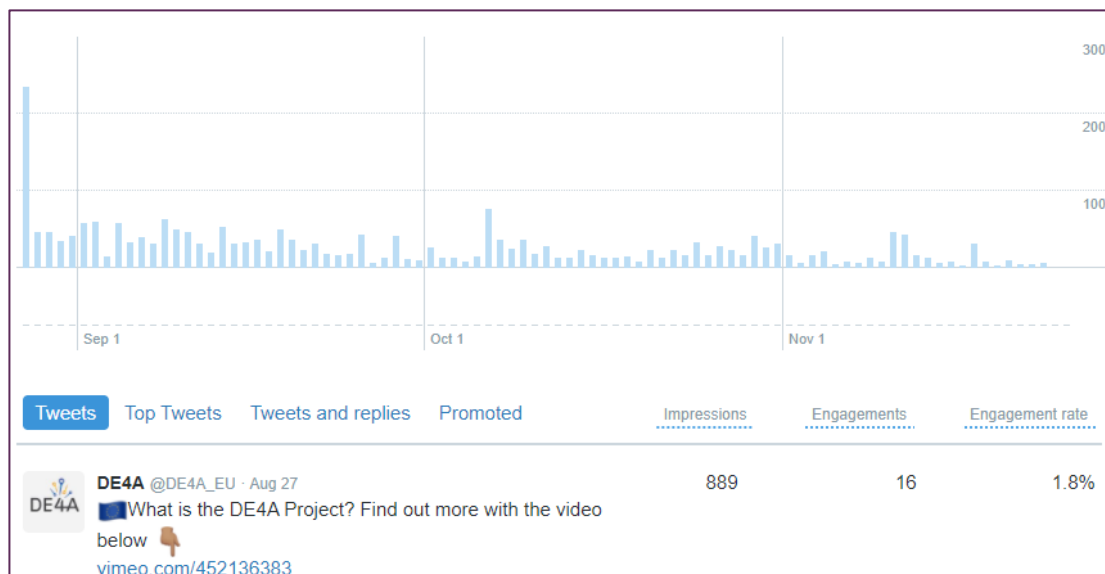 300
200
100
Sep 1 Oct 1 Nov 1
Tweets Top Tweets Tweets and replies Promoted Impressions Engagements Engagement rate
DE4A
DE4A @DE4A_EU · Aug 27 889 16 1.8%
🇪🇺What is the DE4A Project? Find out more with the video
below 👇🏽
vimeo.com/452136383